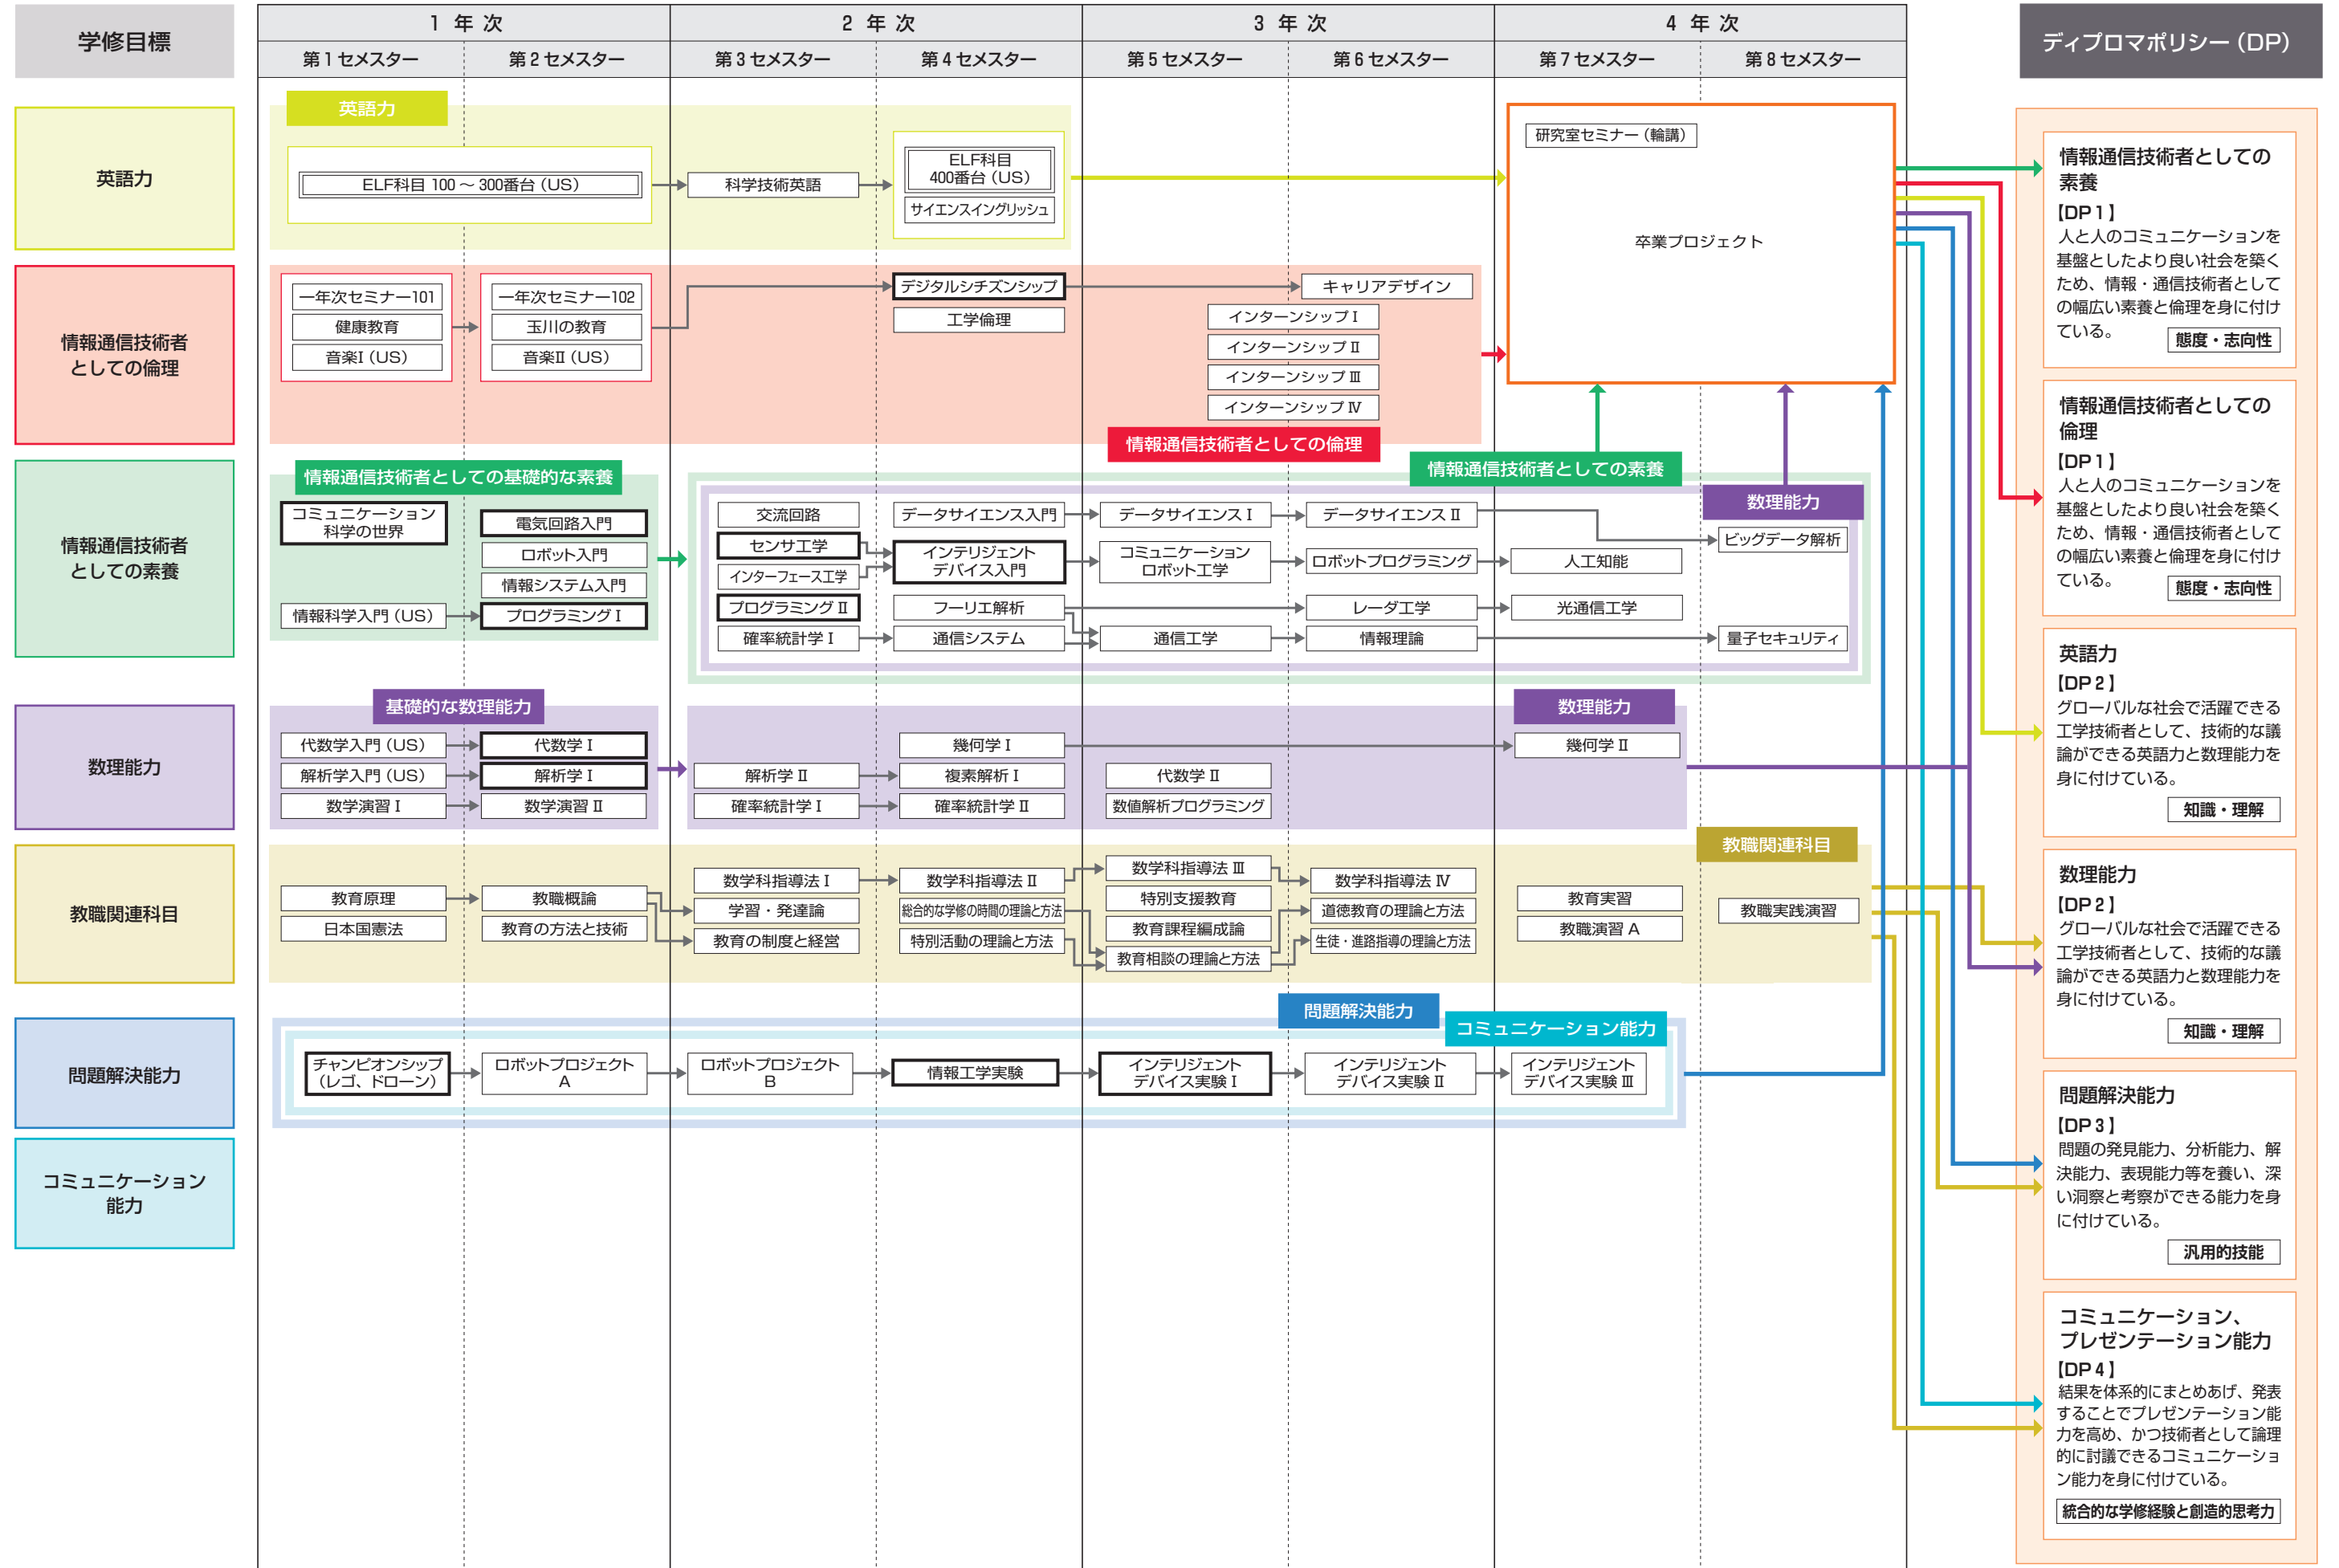 学修目標
1 年 次
2 年 次
3 年 次
4 年 次
第1セメスター
第2セメスター
第3セメスター
第4セメスター
第5セメスター
第6セメスター
第7セメスター
第8セメスター
ディプロマポリシー（DP）
英語力
英語力
ELF科目 100 〜 300番台（US）
科学技術英語
ELF科目
400番台（US）
サイエンスイングリッシュ
研究室セミナー（輪講）
卒業プロジェクト
情報通信技術者
としての倫理
一年次セミナー101
健康教育
音楽Ⅰ（US）
一年次セミナー102
玉川の教育
音楽Ⅱ（US）
デジタルシチズンシップ
工学倫理
キャリアデザイン
インターンシップ Ⅰ
インターンシップ Ⅱ
インターンシップ Ⅲ
インターンシップ Ⅳ
情報通信技術者としての倫理
情報通信技術者
としての素養
情報通信技術者としての基礎的な素養
コミュニケーション
科学の世界
情報科学入門（US）
電気回路入門
ロボット入門
情報システム入門
プログラミング Ⅰ
情報通信技術者としての素養
数理能力
交流回路
センサ工学
インターフェース工学
プログラミング Ⅱ
確率統計学 Ⅰ
データサイエンス入門
インテリジェント
デバイス入門
フーリエ解析
通信システム
データサイエンス Ⅰ
コミュニケーション
ロボット工学
通信工学
データサイエンス Ⅱ
ロボットプログラミング
レーダ工学
情報理論
人工知能
光通信工学
ビッグデータ解析
量子セキュリティ
数理能力
基礎的な数理能力
代数学入門（US）
解析学入門（US）
数学演習 Ⅰ
代数学 Ⅰ
解析学 Ⅰ
数学演習 Ⅱ
数理能力
解析学 Ⅱ
確率統計学 Ⅰ
幾何学 Ⅰ
複素解析 Ⅰ
確率統計学 Ⅱ
代数学 Ⅱ
数値解析プログラミング
幾何学 Ⅱ
教職関連科目
教職関連科目
教育原理
日本国憲法
教職概論
教育の方法と技術
数学科指導法 Ⅰ
学習・発達論
教育の制度と経営
数学科指導法 Ⅱ
総合的な学修の時間の理論と方法
特別活動の理論と方法
数学科指導法 Ⅲ
特別支援教育
教育課程編成論
教育相談の理論と方法
数学科指導法 Ⅳ
道徳教育の理論と方法
生徒・進路指導の理論と方法
教育実習
教職演習 A
教職実践演習
問題解決能力
問題解決能力
コミュニケーション能力
チャンピオンシップ
（レゴ、ドローン）
ロボットプロジェクト
A
ロボットプロジェクト
B
情報工学実験
インテリジェント
デバイス実験 Ⅰ
インテリジェント
デバイス実験 Ⅱ
インテリジェント
デバイス実験 Ⅲ
コミュニケーション
能力
情報通信技術者としての
素養
【DP1】
人と人のコミュニケーションを
基盤としたより良い社会を築く
ため、情報・通信技術者として
の幅広い素養と倫理を身に付け
ている。
態度・志向性
情報通信技術者としての
倫理
【DP1】
人と人のコミュニケーションを
基盤としたより良い社会を築く
ため、情報・通信技術者として
の幅広い素養と倫理を身に付け
ている。
態度・志向性
英語力
【DP2】
グローバルな社会で活躍できる
工学技術者として、技術的な議
論ができる英語力と数理能力を
身に付けている。
知識・理解
数理能力
【DP2】
グローバルな社会で活躍できる
工学技術者として、技術的な議
論ができる英語力と数理能力を
身に付けている。
知識・理解
問題解決能力
【DP3】
問題の発見能力、分析能力、解
決能力、表現能力等を養い、深
い洞察と考察ができる能力を身
に付けている。
汎用的技能
コミュニケーション、
プレゼンテーション能力
【DP4】
結果を体系的にまとめあげ、発表
することでプレゼンテーション能
力を高め、かつ技術者として論理
的に討議できるコミュニケーショ
ン能力を身に付けている。
統合的な学修経験と創造的思考力